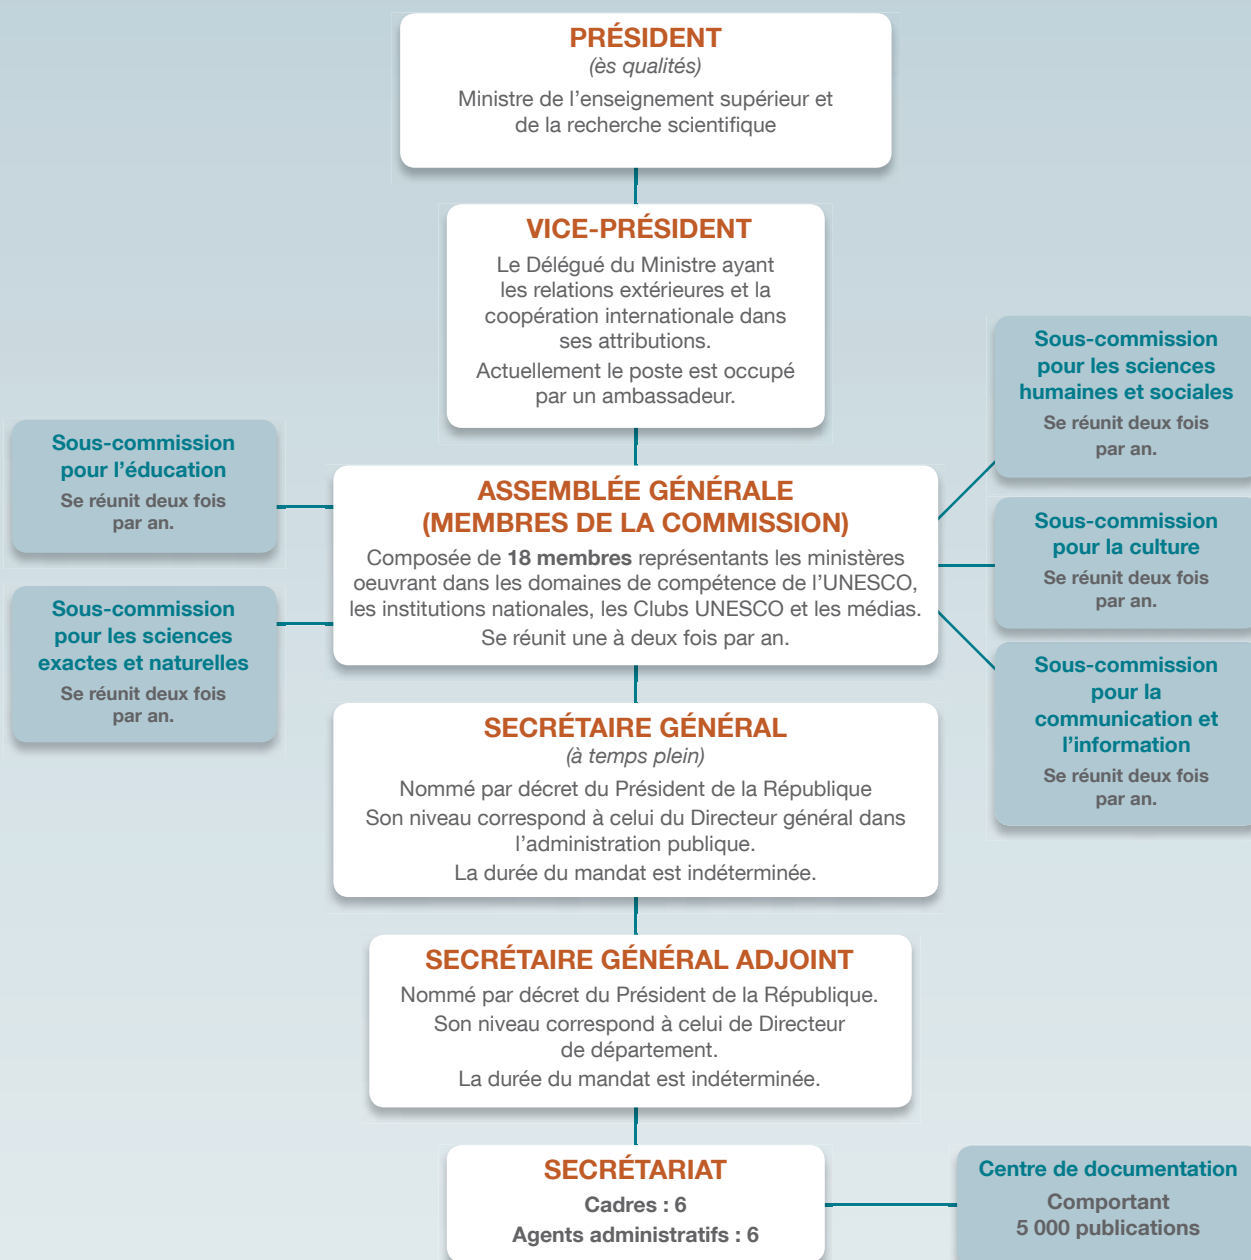 PRÉSIDENT
(ès qualités)
Ministre de l'enseignement supérieur et
de la recherche scientifique
VICE-PRÉSIDENT
Le Délégué du Ministre ayant
les relations extérieures et la
coopération internationale dans
ses attributions.
Actuellement le poste est occupé
par un ambassadeur.
Sous-commission
pour l'éducation
Se réunit deux fois
par an.
Sous-commission
pour les sciences
exactes et naturelles
Se réunit deux fois
par an.
ASSEMBLÉE GÉNÉRALE
(MEMBRES DE LA COMMISSION)
Composée de 18 membres représentants les ministères
oeuvrant dans les domaines de compétence de l'UNESCO,
les institutions nationales, les Clubs UNESCO et les médias.
Se réunit une à deux fois par an.
Sous-commission
pour les sciences
humaines et sociales
Se réunit deux fois
par an.
Sous-commission
pour la culture
Se réunit deux fois
par an.
Sous-commission
pour la
communication et
l'information
Se réunit deux fois
par an.
SECRÉTAIRE GÉNÉRAL
(à temps plein)
Nommé par décret du Président de la République
Son niveau correspond à celui du Directeur général dans
l'administration publique.
La durée du mandat est indéterminée.
SECRÉTAIRE GÉNÉRAL ADJOINT
Nommé par décret du Président de la République.
Son niveau correspond à celui de Directeur
de département.
La durée du mandat est indéterminée.
SECRÉTARIAT
Cadres : 6
Agents administratifs : 6
Centre de documentation
Comportant
5 000 publications